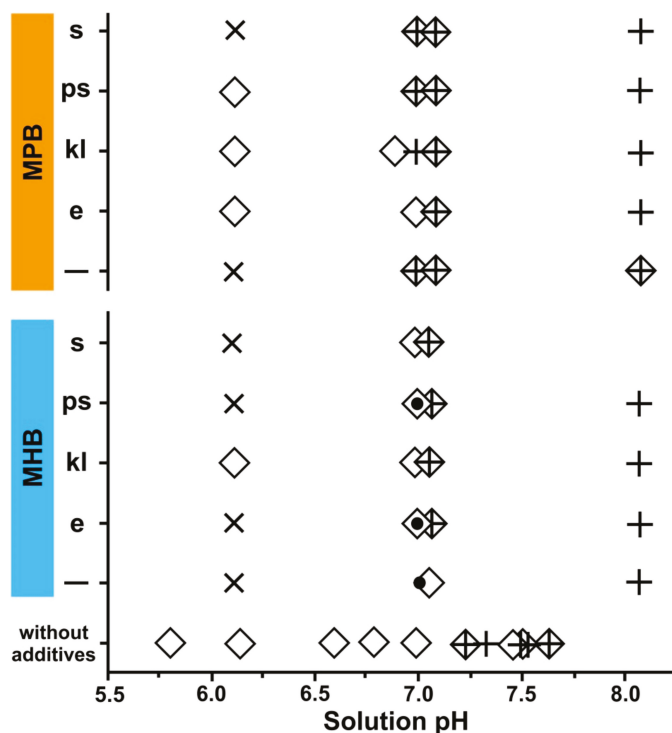 MPB
s
ps
kl
e
—
MHB
s
ps
kl
e
—
without
additives
5.5 6.0 6.5 7.0 7.5 8.0
Solution pH